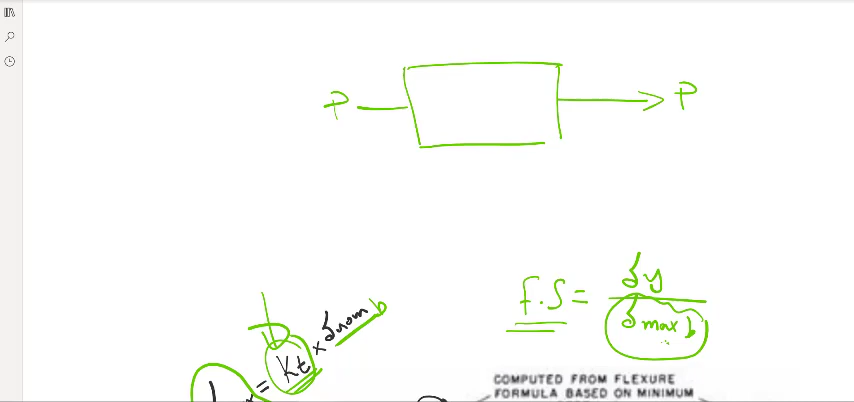 P P
F.S = σy / σmax b
= Kt × σnom b
COMPUTED FROM FLEXURE
FORMULA BASED ON MINIMUM